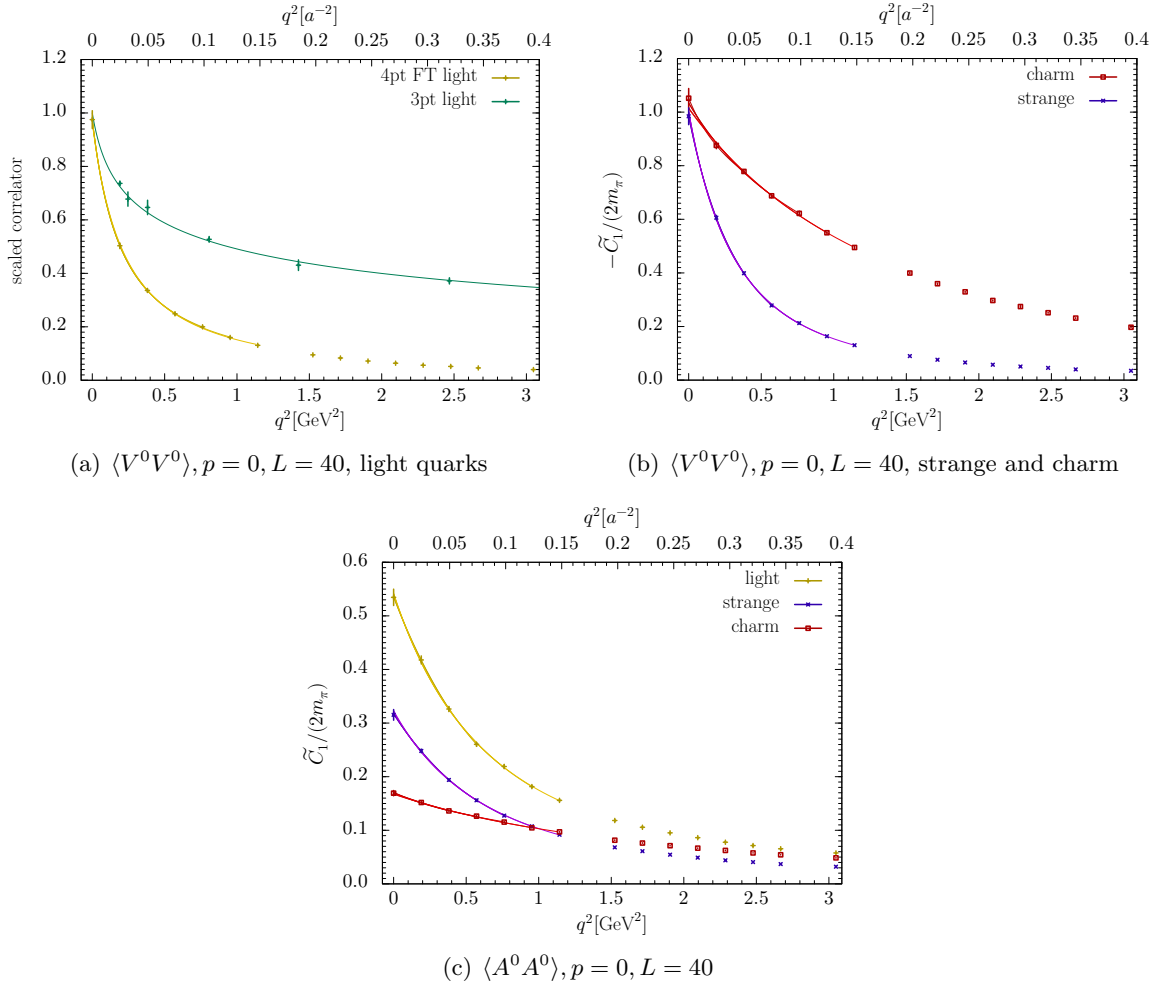 q²[a⁻²]
0 0.05 0.1 0.15 0.2 0.25 0.3 0.35 0.4
1.2
1.0
0.8
0.6
0.4
0.2
0.0
scaled correlator
4pt FT light
3pt light
0 0.5 1 1.5 2 2.5 3
q²[GeV²]
(a) ⟨V⁰V⁰⟩, p = 0, L = 40, light quarks
q²[a⁻²]
0 0.05 0.1 0.15 0.2 0.25 0.3 0.35 0.4
1.2
1.0
0.8
0.6
0.4
0.2
0.0
−C̃₁/(2m_π)
charm
strange
0 0.5 1 1.5 2 2.5 3
q²[GeV²]
(b) ⟨V⁰V⁰⟩, p = 0, L = 40, strange and charm
q²[a⁻²]
0 0.05 0.1 0.15 0.2 0.25 0.3 0.35 0.4
0.6
0.5
0.4
0.3
0.2
0.1
0.0
C̃₁/(2m_π)
light
strange
charm
0 0.5 1 1.5 2 2.5 3
q²[GeV²]
(c) ⟨A⁰A⁰⟩, p = 0, L = 40